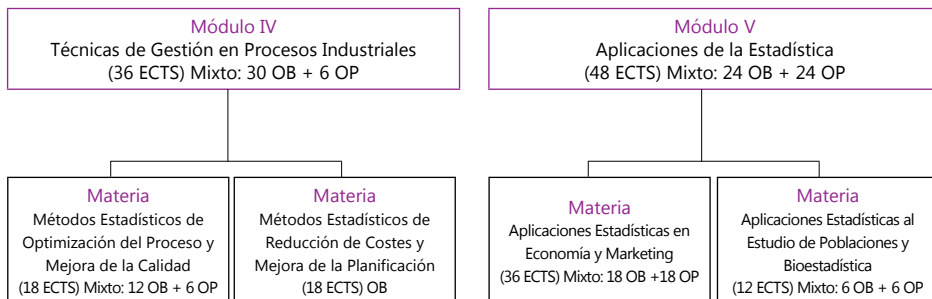 Módulo IV
Técnicas de Gestión en Procesos Industriales
(36 ECTS) Mixto: 30 OB + 6 OP
Módulo V
Aplicaciones de la Estadística
(48 ECTS) Mixto: 24 OB + 24 OP
Materia
Métodos Estadísticos de
Optimización del Proceso y
Mejora de la Calidad
(18 ECTS) Mixto: 12 OB + 6 OP
Materia
Métodos Estadísticos de
Reducción de Costes y
Mejora de la Planificación
(18 ECTS) OB
Materia
Aplicaciones Estadísticas en
Economía y Marketing
(36 ECTS) Mixto: 18 OB +18 OP
Materia
Aplicaciones Estadísticas al
Estudio de Poblaciones y
Bioestadística
(12 ECTS) Mixto: 6 OB + 6 OP